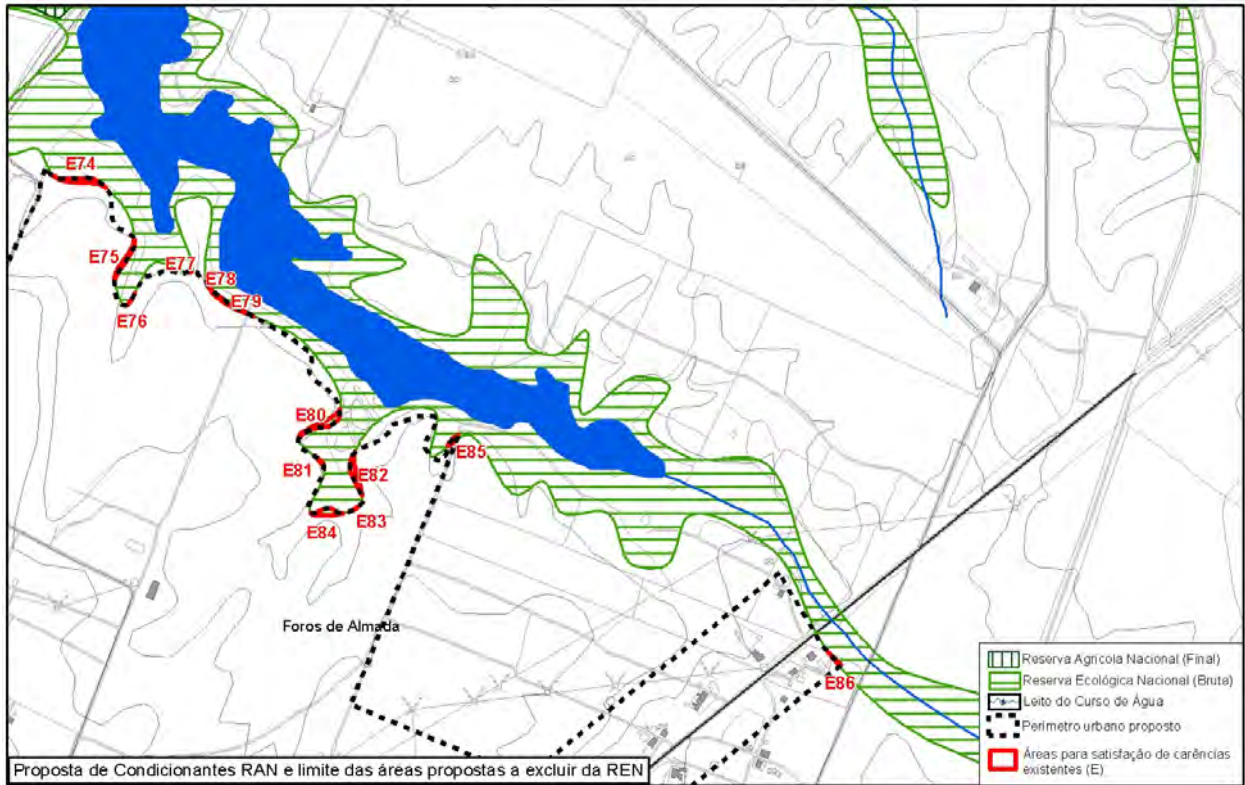 E74
E75
E77
E78
E76
E79
E80
E85
E81
E82
E83
E84
Foros de Almada
E86
Reserva Agrícola Nacional (Final)
Reserva Ecológica Nacional (Bruta)
Leito do Curso de Água
Perímetro urbano proposto
Áreas para satisfação de carências
existentes (E)
Proposta de Condicionantes RAN e limite das áreas propostas a excluir da REN